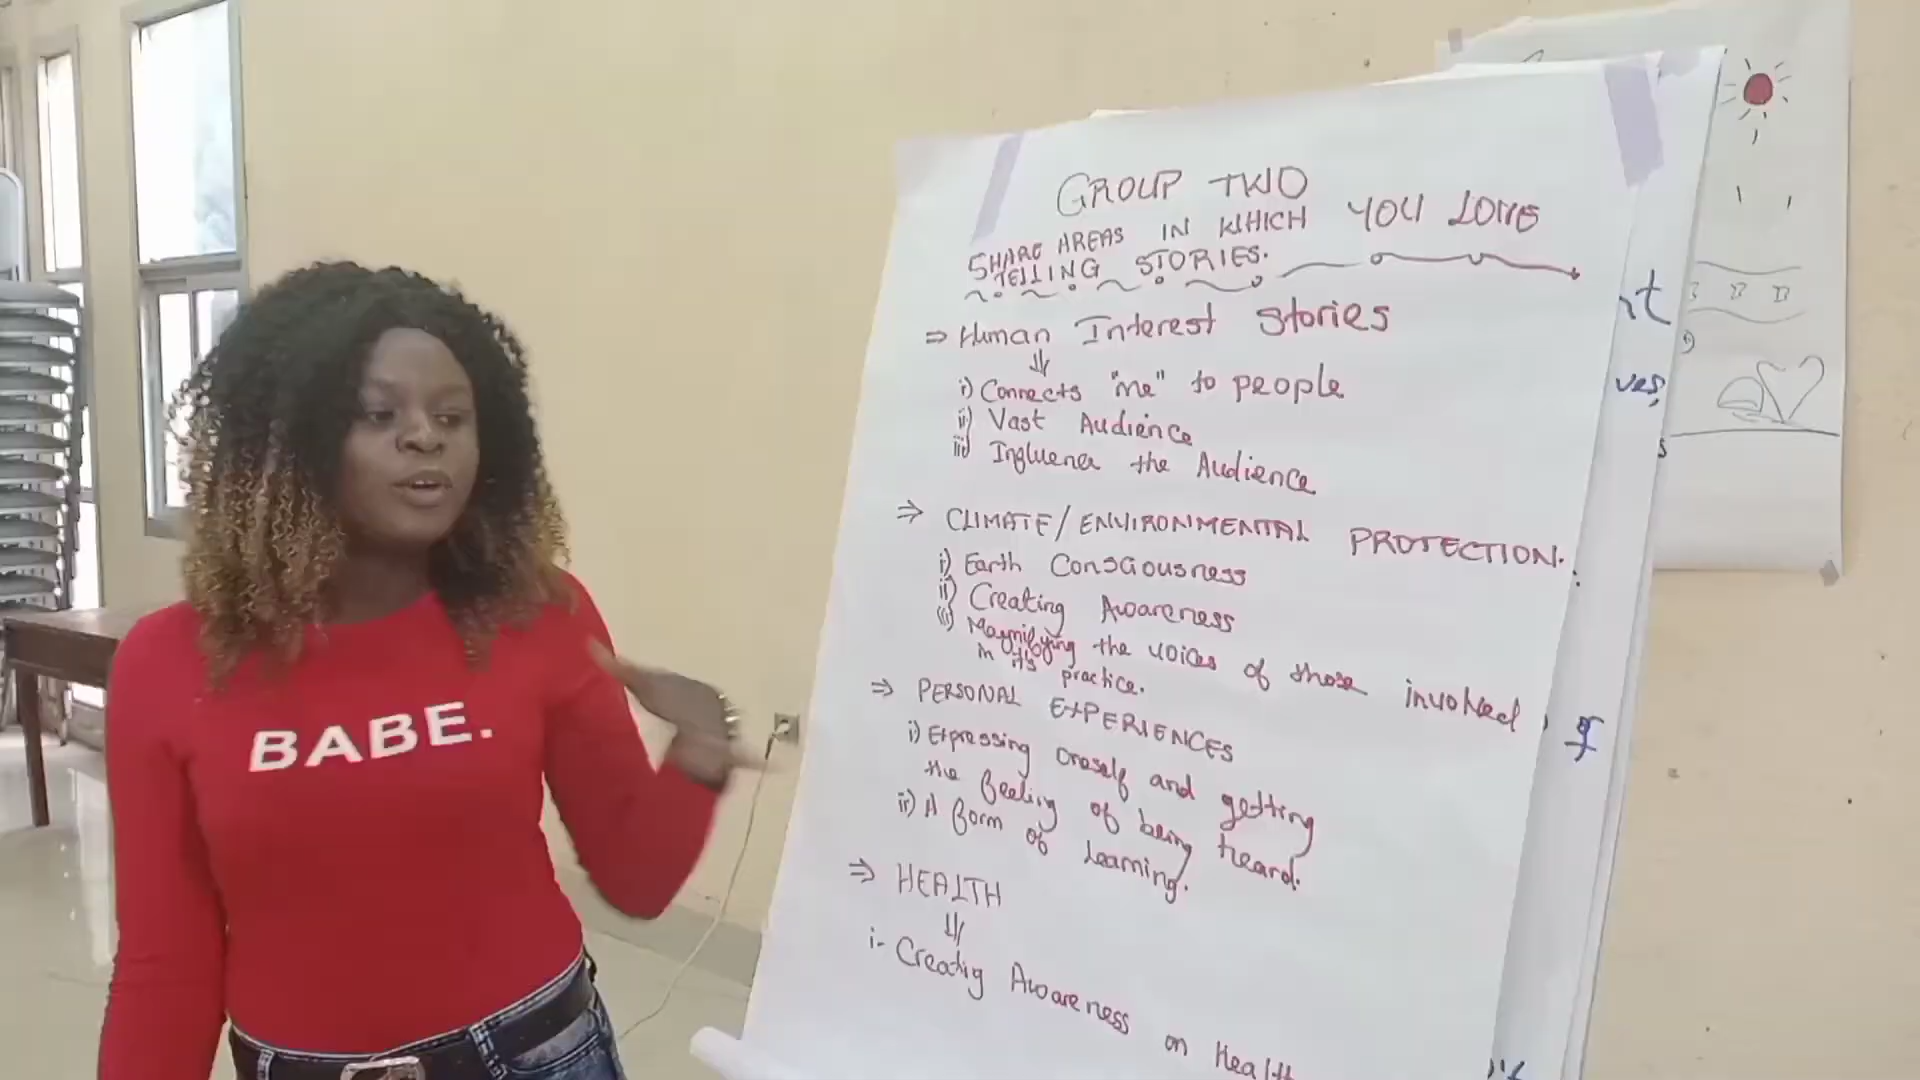 GROUP TWO
SHARE AREAS IN WHICH YOU LOVE
TELLING STORIES.
⇒ Human Interest Stories
i) Connects "me" to people
ii) Vast Audience
iii) Influence the Audience
⇒ CLIMATE/ENVIRONMENTAL PROTECTION.
i) Earth Consciousness
ii) Creating Awareness
iii) Magnifying the voices of those involved
in it's practice.
⇒ PERSONAL EXPERIENCES
i) Expressing oneself and getting
the feeling of being heard.
ii) A form of learning.
⇒ HEALTH
i- Creatig Awareness on Healt
BABE.